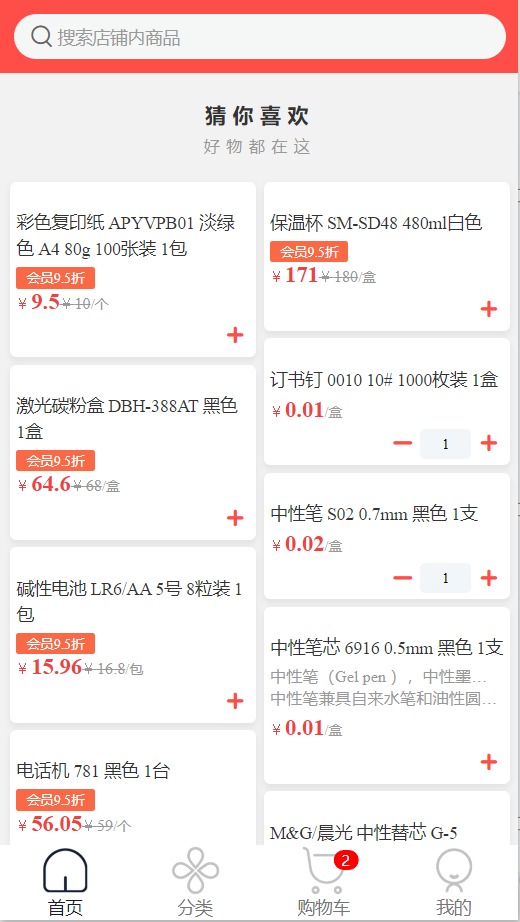 搜索店铺内商品
猜你喜欢
好物都在这
彩色复印纸 APYVPB01 淡绿
色 A4 80g 100张装 1包
会员9.5折
¥ 9.5 ¥ 10/个
+
激光碳粉盒 DBH-388AT 黑色
1盒
会员9.5折
¥ 64.6 ¥ 68/盒
+
碱性电池 LR6/AA 5号 8粒装 1
包
会员9.5折
¥ 15.96 ¥ 16.8/包
+
电话机 781 黑色 1台
会员9.5折
¥ 56.05 ¥ 59/个
保温杯 SM-SD48 480ml白色
会员9.5折
¥ 171 ¥ 180/盒
+
订书钉 0010 10# 1000枚装 1盒
¥ 0.01/盒
− 1 +
中性笔 S02 0.7mm 黑色 1支
¥ 0.02/盒
− 1 +
中性笔芯 6916 0.5mm 黑色 1支
中性笔（Gel pen ），中性墨…
中性笔兼具自来水笔和油性圆…
¥ 0.01/盒
+
M&G/晨光 中性替芯 G-5
2
首页 分类 购物车 我的